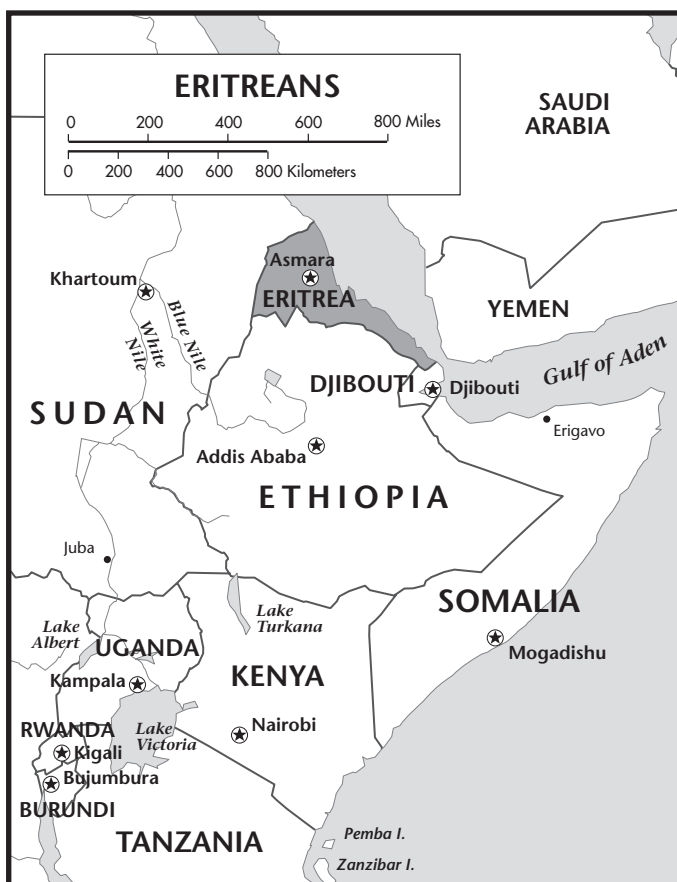 ERITREANS
0 200 400 600 800 Miles
0 200 400 600 800 Kilometers
SAUDI
ARABIA
Asmara
Khartoum
ERITREA
YEMEN
Blue Nile
White
Nile
Gulf of Aden
DJIBOUTI
Djibouti
SUDAN
Erigavo
Addis Ababa
ETHIOPIA
Juba
SOMALIA
Lake
Turkana
Lake
Albert
UGANDA
Mogadishu
KENYA
Kampala
Nairobi
RWANDA
Lake
Victoria
Kigali
Bujumbura
BURUNDI
TANZANIA
Pemba I.
Zanzibar I.